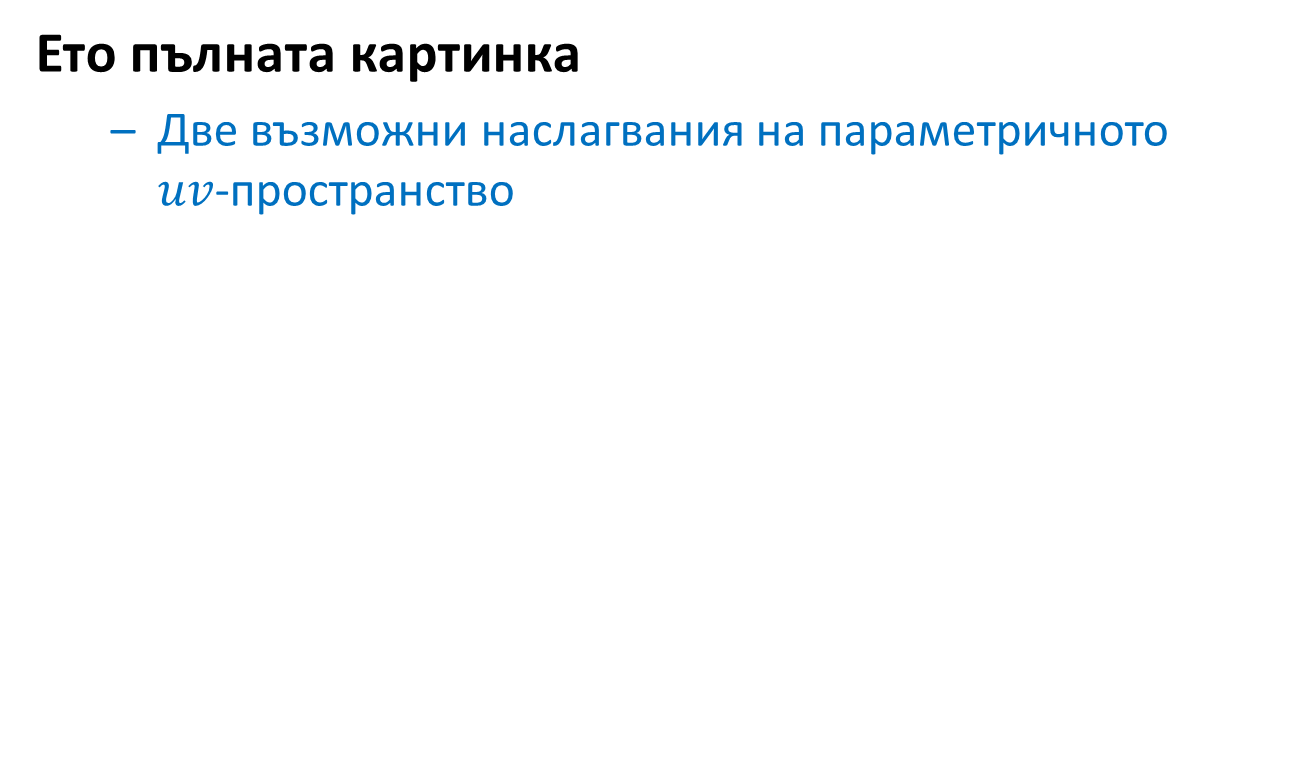 Ето пълната картинка
– Две възможни наслагвания на параметричното
uv-пространство